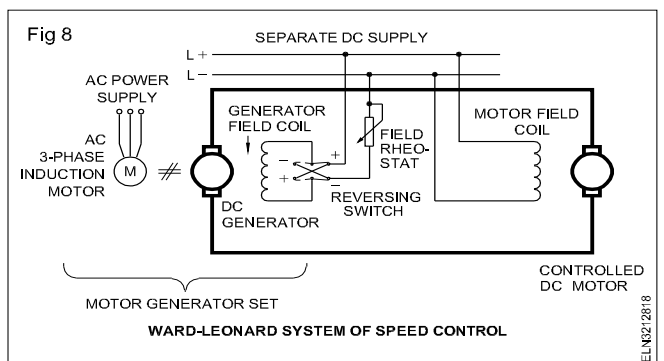 Fig 8
SEPARATE DC SUPPLY
L +
L −
AC POWER
SUPPLY
AC
3-PHASE
INDUCTION
MOTOR
M
GENERATOR
FIELD COIL
− +
+ −
FIELD
RHEO-
STAT
MOTOR FIELD
COIL
REVERSING
SWITCH
DC
GENERATOR
MOTOR GENERATOR SET
CONTROLLED
DC MOTOR
WARD-LEONARD SYSTEM OF SPEED CONTROL
ELN3212818